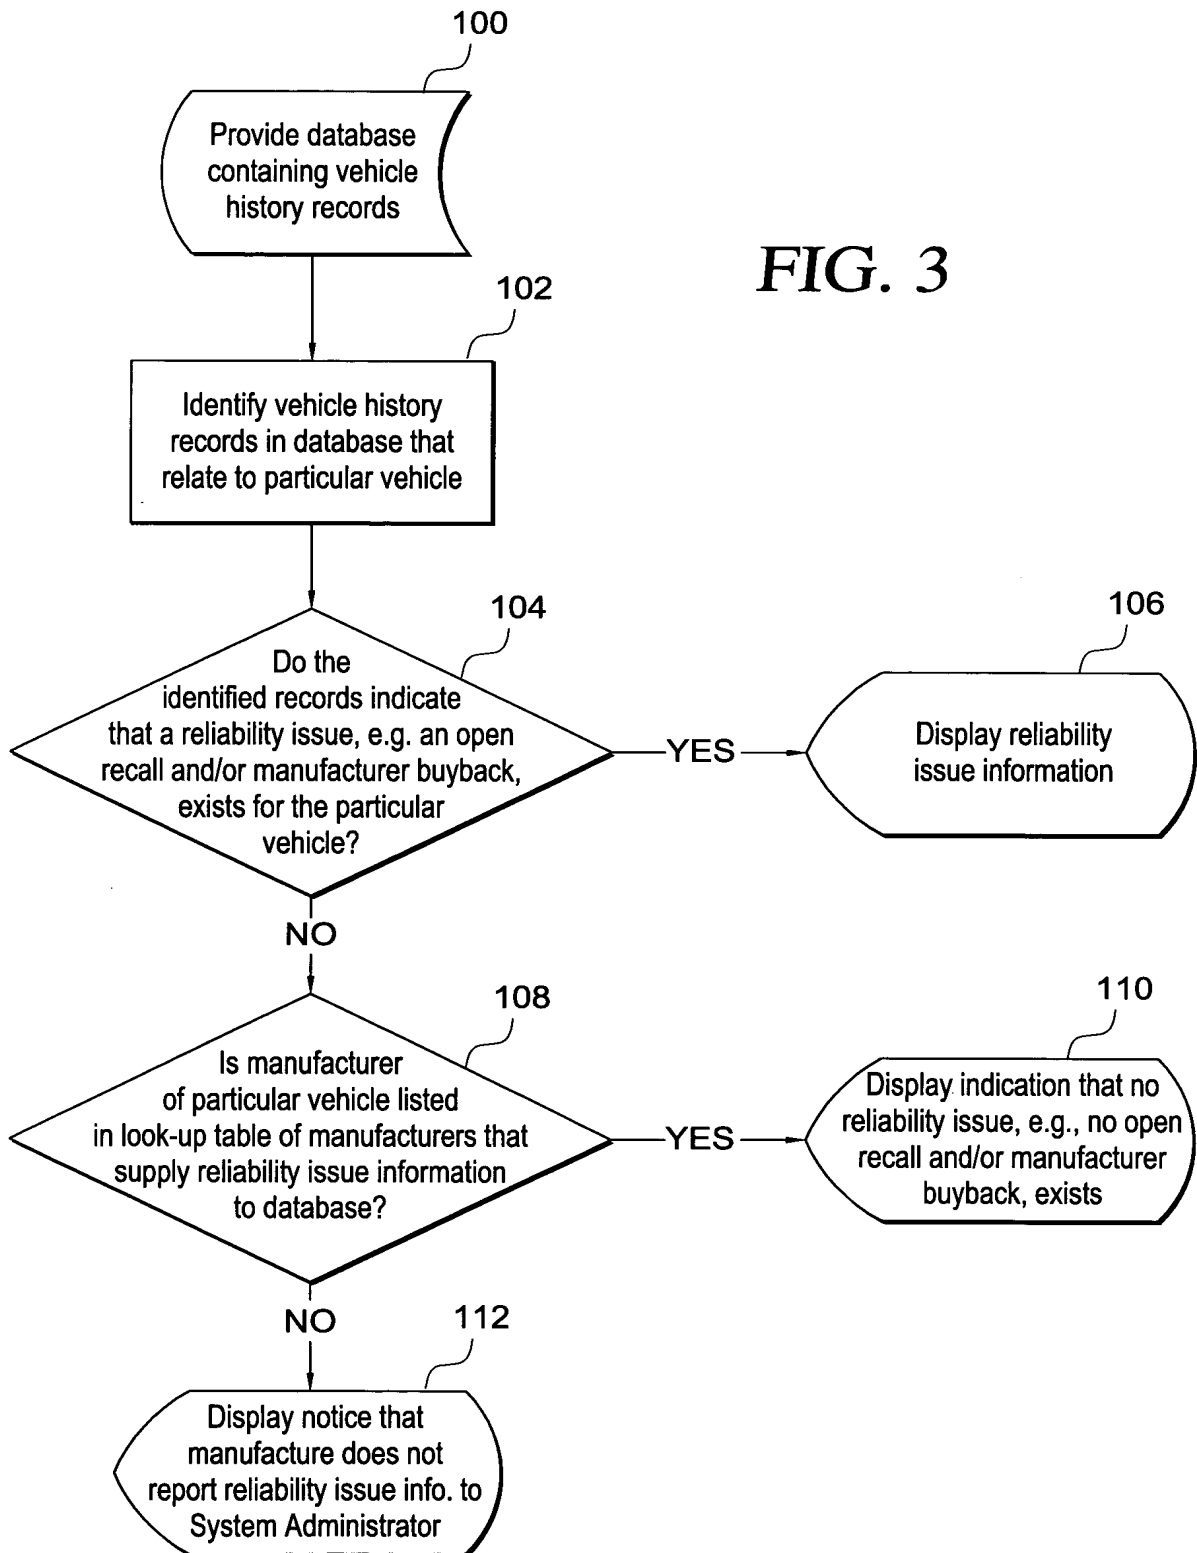 100
Provide database
containing vehicle
history records
FIG. 3
102
Identify vehicle history
records in database that
relate to particular vehicle
104
Do the
identified records indicate
that a reliability issue, e.g. an open
recall and/or manufacturer buyback,
exists for the particular
vehicle?
YES
106
Display reliability
issue information
NO
108
Is manufacturer
of particular vehicle listed
in look-up table of manufacturers that
supply reliability issue information
to database?
YES
110
Display indication that no
reliability issue, e.g., no open
recall and/or manufacturer
buyback, exists
NO
112
Display notice that
manufacture does not
report reliability issue info. to
System Administrator